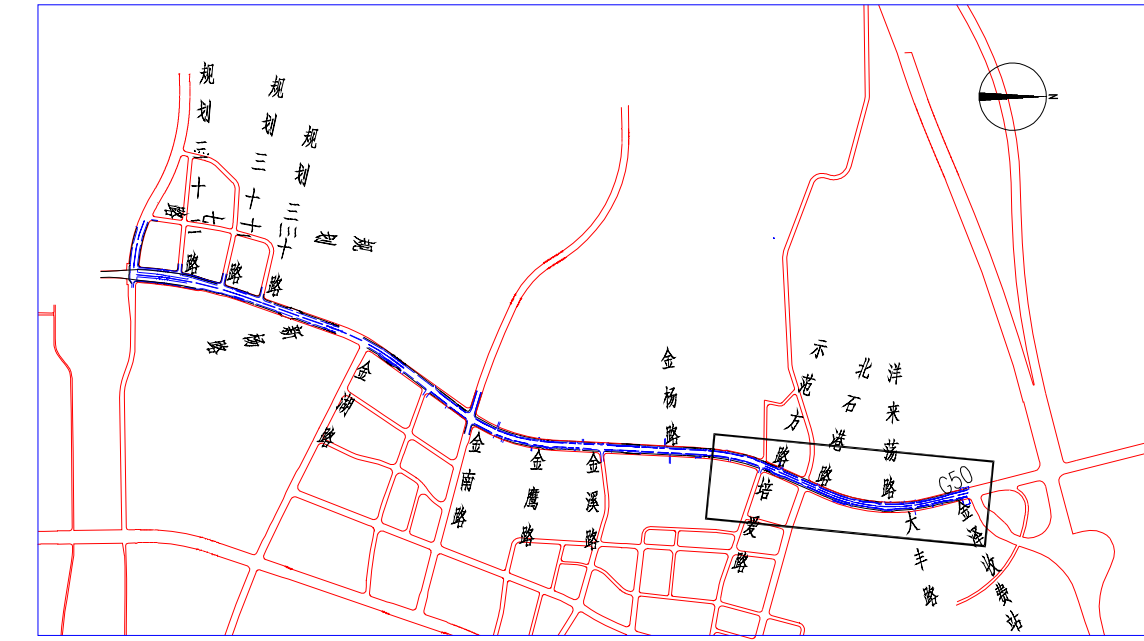 规划三十七路
规划三十一路
规划三十二路
规划三路
新杨路
N
金湖路
金南路
金鹰路
金溪路
金杨路
示范方路
北石港路
洋来荡路
培爱路
G50
金泽收费站
大丰路